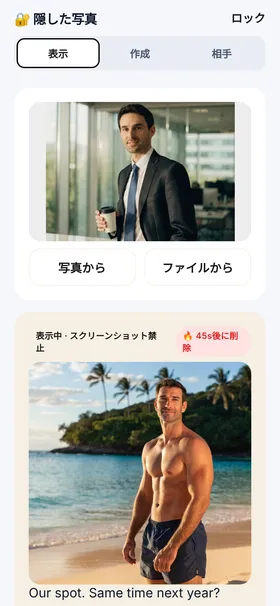 🔐 隠した写真
ロック
表示
作成
相手
写真から
ファイルから
表示中 · スクリーンショット禁
止
🔥 45s後に削
除
Our spot. Same time next year?